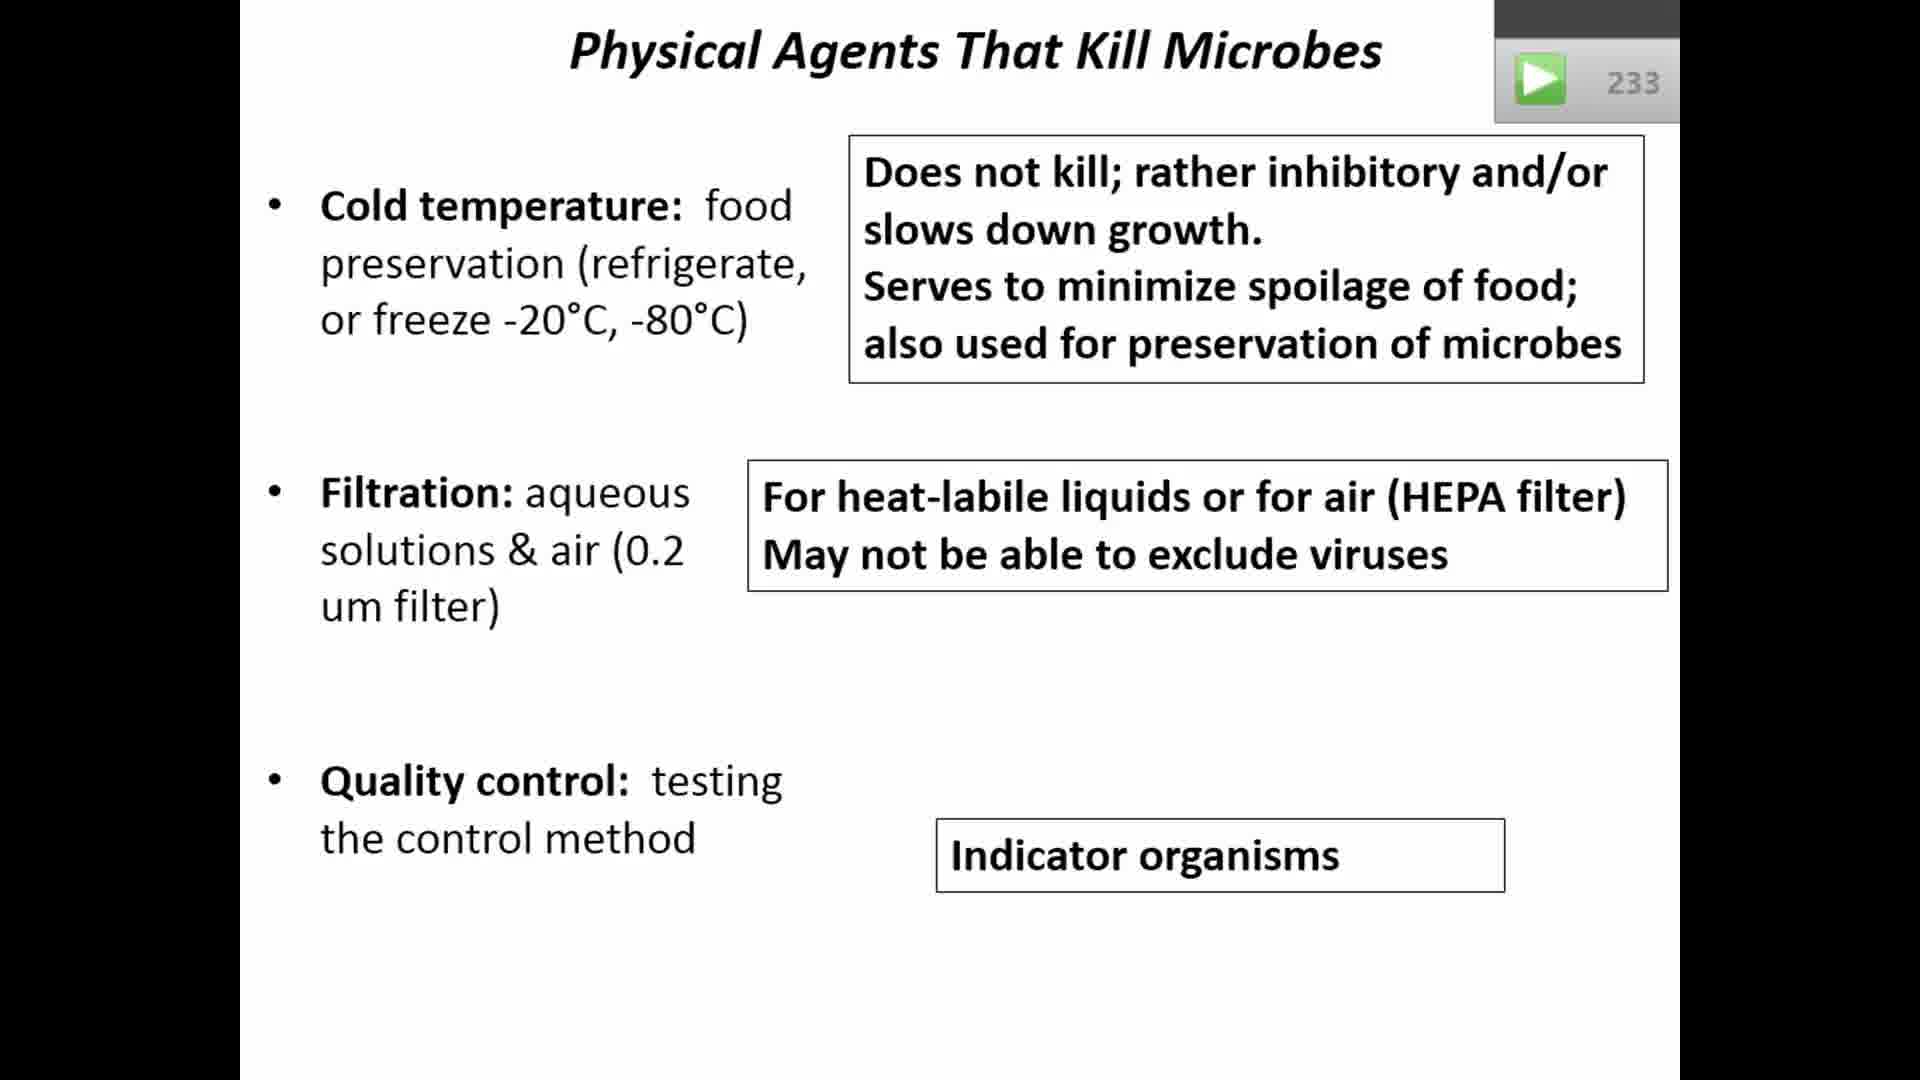 Physical Agents That Kill Microbes
233
• Cold temperature: food
preservation (refrigerate,
or freeze -20°C, -80°C)
Does not kill; rather inhibitory and/or
slows down growth.
Serves to minimize spoilage of food;
also used for preservation of microbes
• Filtration: aqueous
solutions & air (0.2
um filter)
For heat-labile liquids or for air (HEPA filter)
May not be able to exclude viruses
• Quality control: testing
the control method
Indicator organisms